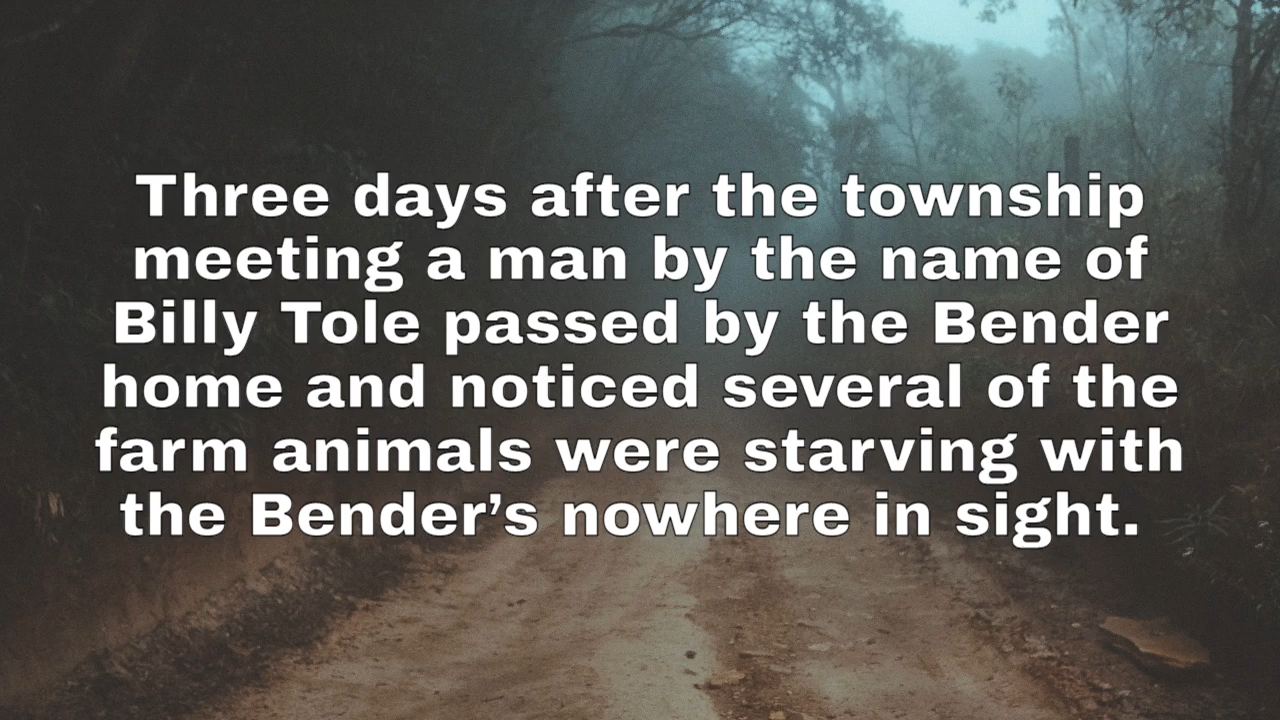 Three days after the township
meeting a man by the name of
Billy Tole passed by the Bender
home and noticed several of the
farm animals were starving with
the Bender’s nowhere in sight.